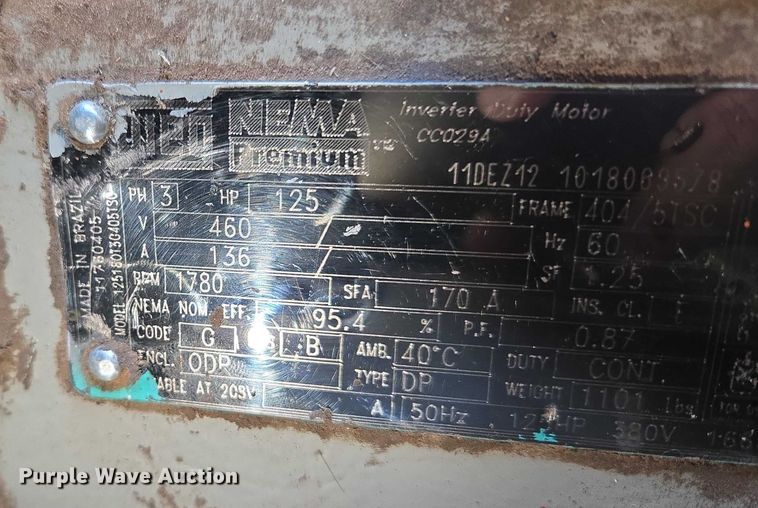 NEMA Premium
Inverter Duty Motor
CC029A
11DEZ12
MADE IN BRAZIL
PH 3 HP 125 FRAME 404/5TSC
V 460 Hz 60
A 136 SF 1.25
RPM 1780 SFA 170 A INS. CL.
NEMA NOM. EFF. 95.4 % P.F. 0.87
CODE G B AMB. 40°C DUTY CONT.
ENCL. ODP TYPE DP WEIGHT 1101 lbs
ABLE AT 208V A 50Hz 380V
Purple Wave Auction